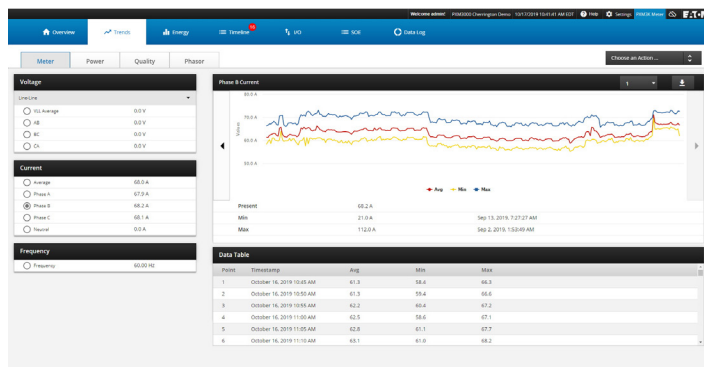 Welcome admin! PXM3000 Cherrington Demo 10/17/2019 10:41:41 AM EDT Help Settings PXM3K Meter EATON
Overview Trends Energy Timeline I/O SOE Data Log
Meter Power Quality Phasor Choose an Action ...
Voltage
Line-Line
VLL Average 0.0 V
AB 0.0 V
BC 0.0 V
CA 0.0 V
Current
Average 68.0 A
Phase A 67.9 A
Phase B 68.2 A
Phase C 68.1 A
Neutral 0.0 A
Frequency
Frequency 60.00 Hz
Phase B Current 1
80.0 A
70.0 A
60.0 A
50.0 A
Values
Avg Min Max
Present 68.2 A
Min 21.0 A Sep 13, 2019, 7:27:27 AM
Max 112.0 A Sep 2, 2019, 1:53:49 AM
Data Table
Point Timestamp Avg Min Max
1 October 16, 2019 10:45 AM 61.3 58.4 66.3
2 October 16, 2019 10:50 AM 61.3 59.4 66.6
3 October 16, 2019 10:55 AM 62.2 60.4 67.2
4 October 16, 2019 11:00 AM 62.5 58.6 67.1
5 October 16, 2019 11:05 AM 62.8 61.1 67.7
6 October 16, 2019 11:10 AM 63.1 61.0 68.2